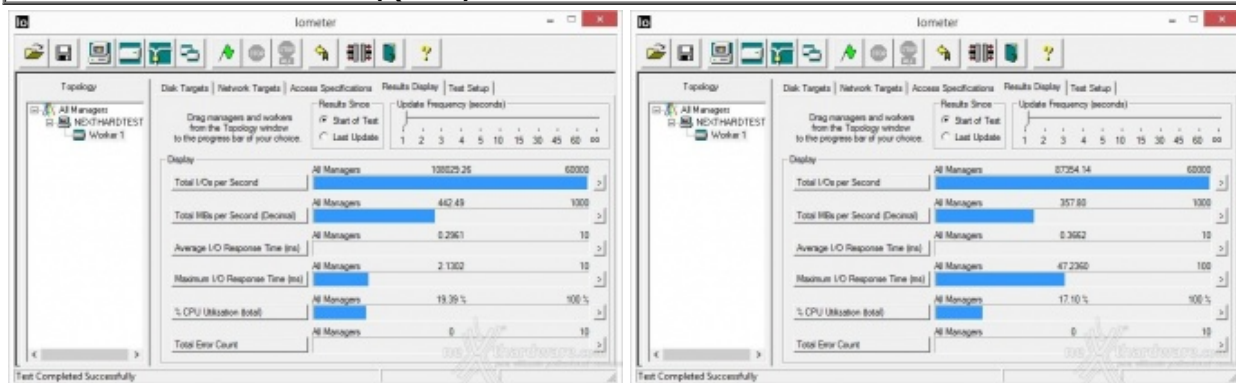 Iometer
Topology
All Managers
NEXTHARDTEST
Worker 1
Disk Targets Network Targets Access Specifications Results Display Test Setup
Drag managers and workers
from the Topology window
to the progress bar of your choice.
Results Since
Start of Test
Last Update
Update Frequency (seconds)
1 2 3 4 5 10 15 30 45 60 oo
Display
All Managers 108029.26 60000
Total I/Os per Second
All Managers 442.49 1000
Total MBs per Second (Decimal)
All Managers 0.2961 10
Average I/O Response Time (ms)
All Managers 2.1302 10
Maximum I/O Response Time (ms)
All Managers 19.39 % 100 %
% CPU Utilization (total)
All Managers 0 10
Total Error Count
Test Completed Successfully
Iometer
Topology
All Managers
NEXTHARDTEST
Worker 1
Disk Targets Network Targets Access Specifications Results Display Test Setup
Drag managers and workers
from the Topology window
to the progress bar of your choice.
Results Since
Start of Test
Last Update
Update Frequency (seconds)
1 2 3 4 5 10 15 30 45 60 oo
Display
All Managers 87354.14 60000
Total I/Os per Second
All Managers 357.80 1000
Total MBs per Second (Decimal)
All Managers 0.3662 10
Average I/O Response Time (ms)
All Managers 47.2360 100
Maximum I/O Response Time (ms)
All Managers 17.10 % 100 %
% CPU Utilization (total)
All Managers 0 10
Total Error Count
Test Completed Successfully